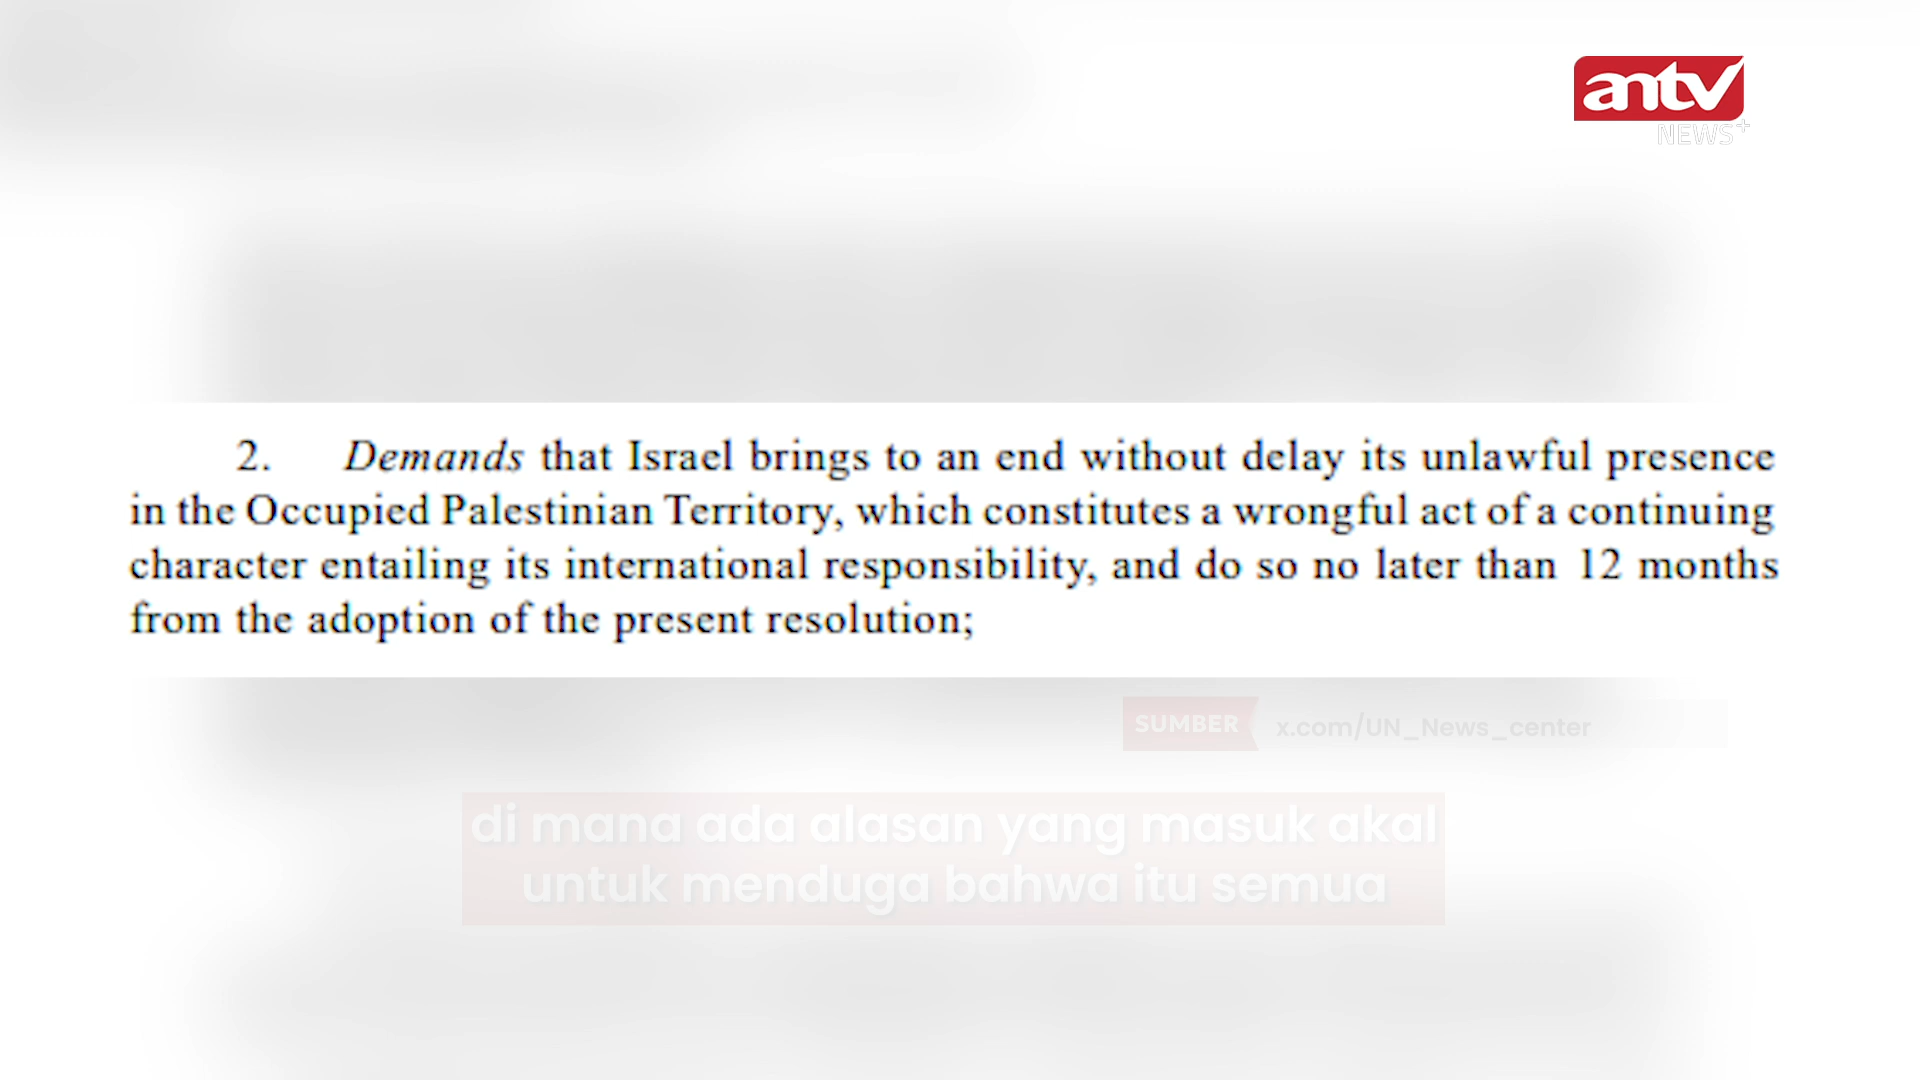 antv
NEWS+
2. Demands that Israel brings to an end without delay its unlawful presence
in the Occupied Palestinian Territory, which constitutes a wrongful act of a continuing
character entailing its international responsibility, and do so no later than 12 months
from the adoption of the present resolution;
SUMBER x.com/UN_News_center
di mana ada alasan yang masuk akal
untuk menduga bahwa itu semua